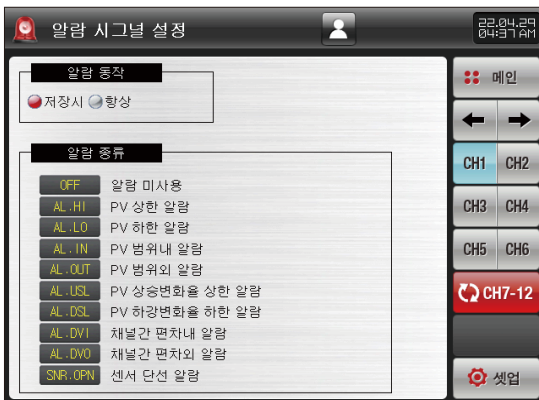 알람 시그널 설정
22.04.29
04:37 AM
알람 동작
저장시 항상
알람 종류
OFF 알람 미사용
AL.HI PV 상한 알람
AL.LO PV 하한 알람
AL.IN PV 범위내 알람
AL.OUT PV 범위외 알람
AL.USL PV 상승변화율 상한 알람
AL.DSL PV 하강변화율 하한 알람
AL.DVI 채널간 편차내 알람
AL.DVO 채널간 편차외 알람
SNR.OPN 센서 단선 알람
메인
CH1 CH2
CH3 CH4
CH5 CH6
CH7-12
셋업